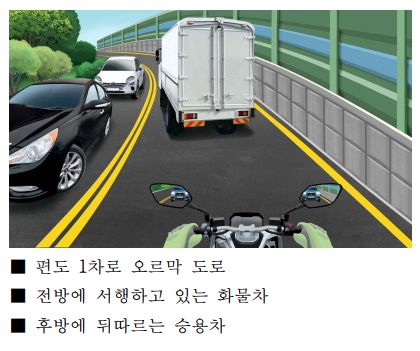 ■ 편도 1차로 오르막 도로
■ 전방에 서행하고 있는 화물차
■ 후방에 뒤따르는 승용차